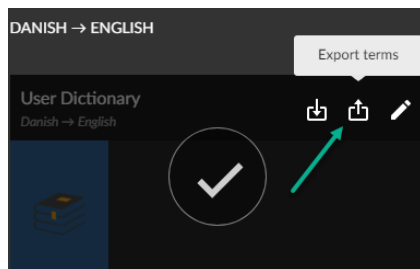 DANISH → ENGLISH
Export terms
User Dictionary
Danish → English